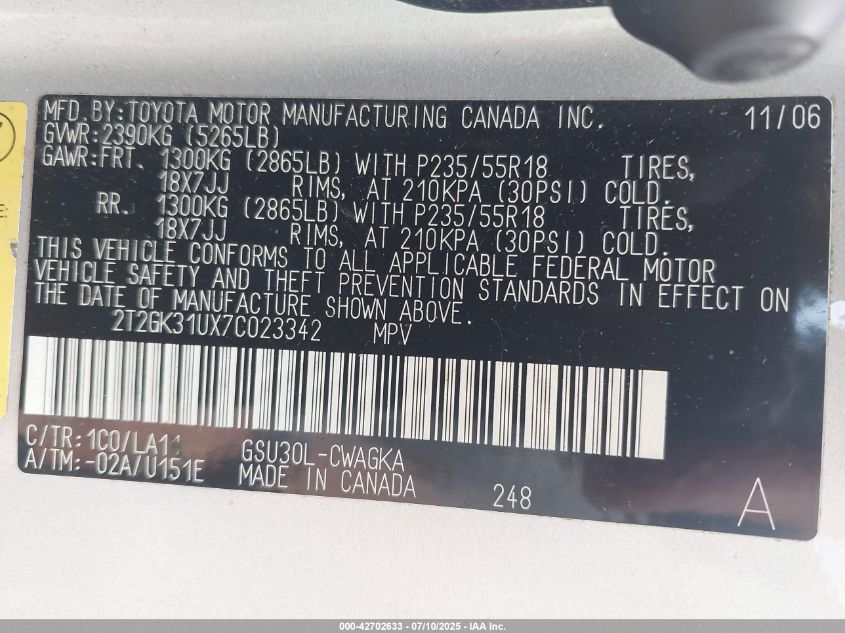 MFD.BY:TOYOTA MOTOR MANUFACTURING CANADA INC. 11/06
GVWR:2390KG (5265LB)
GAWR:FRT. 1300KG (2865LB) WITH P235/55R18 TIRES,
18X7JJ RIMS, AT 210KPA (30PSI) COLD.
RR. 1300KG (2865LB) WITH P235/55R18 TIRES,
18X7JJ RIMS, AT 210KPA (30PSI) COLD.
THIS VEHICLE CONFORMS TO ALL APPLICABLE FEDERAL MOTOR
VEHICLE SAFETY AND THEFT PREVENTION STANDARDS IN EFFECT ON
THE DATE OF MANUFACTURE SHOWN ABOVE.
2T2GK31UX7C023342 MPV
C/TR:1C0/LA11 GSU30L-CWAGKA
A/TM:-02A/U151E MADE IN CANADA 248 A
000-42702633 - 07/10/2025 - IAA Inc.